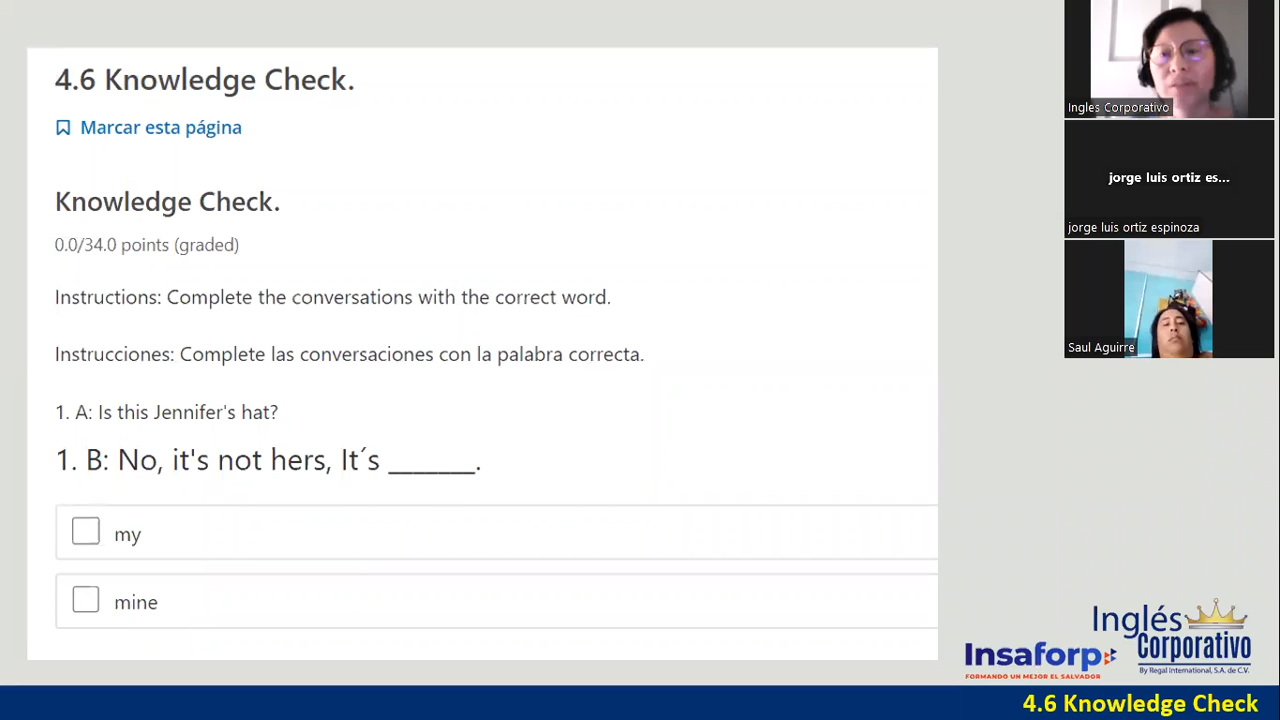 4.6 Knowledge Check.
Marcar esta página
Knowledge Check.
0.0/34.0 points (graded)
Instructions: Complete the conversations with the correct word.
Instrucciones: Complete las conversaciones con la palabra correcta.
1. A: Is this Jennifer's hat?
1. B: No, it's not hers, It´s _______.
my
mine
Ingles Corporativo
jorge luis ortiz es...
jorge luis ortiz espinoza
Saul Aguirre
Insaforp
FORMANDO UN MEJOR EL SALVADOR
Inglés
Corporativo
By Regal International, S.A. de C.V.
4.6 Knowledge Check